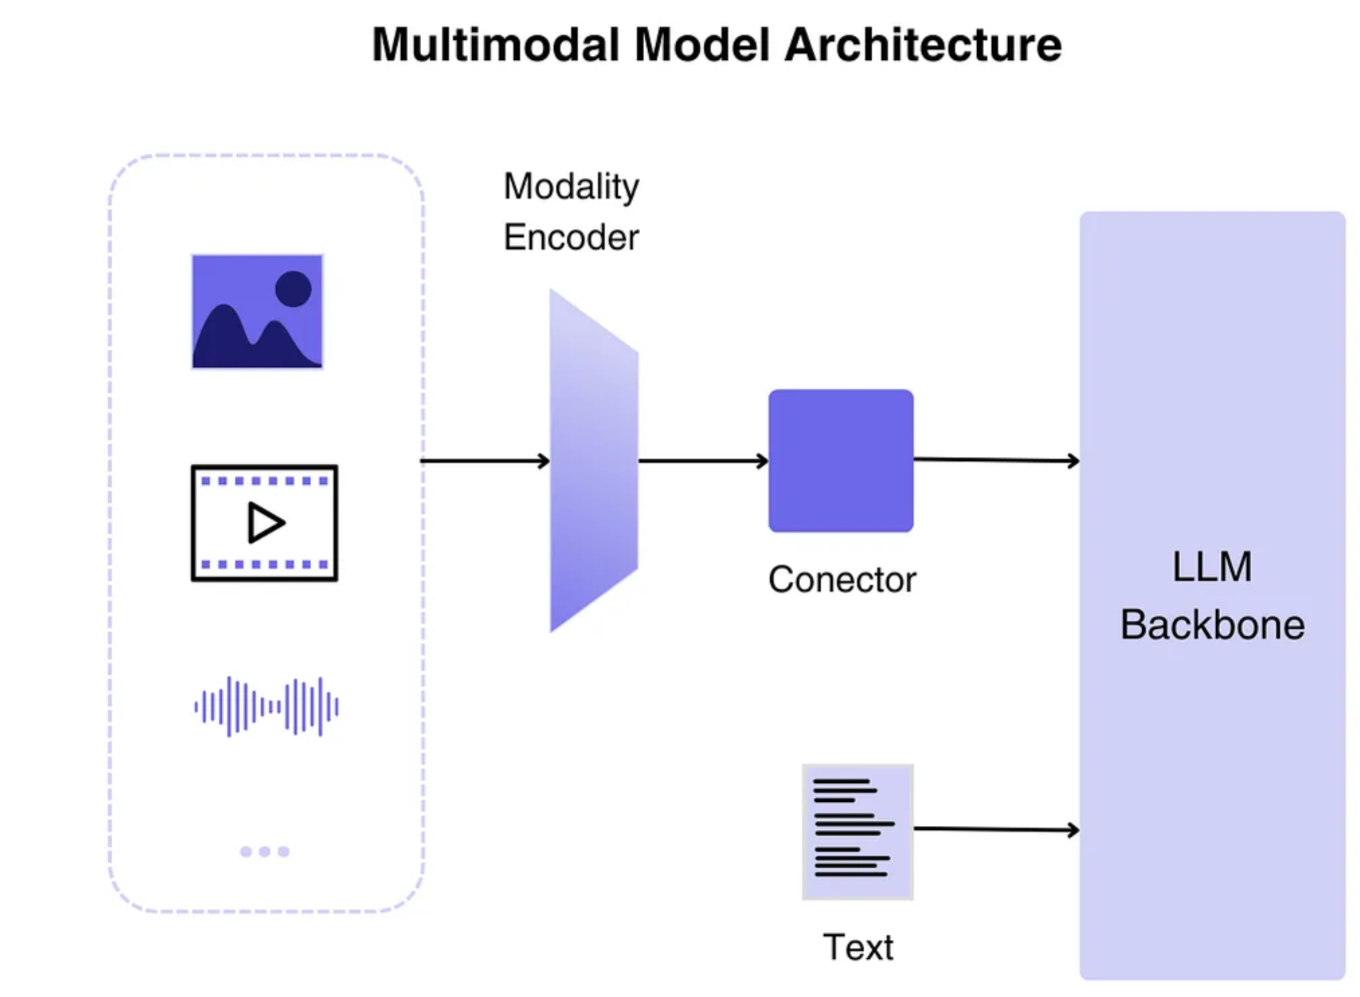 Multimodal Model Architecture
Modality
Encoder
Conector
LLM
Backbone
Text